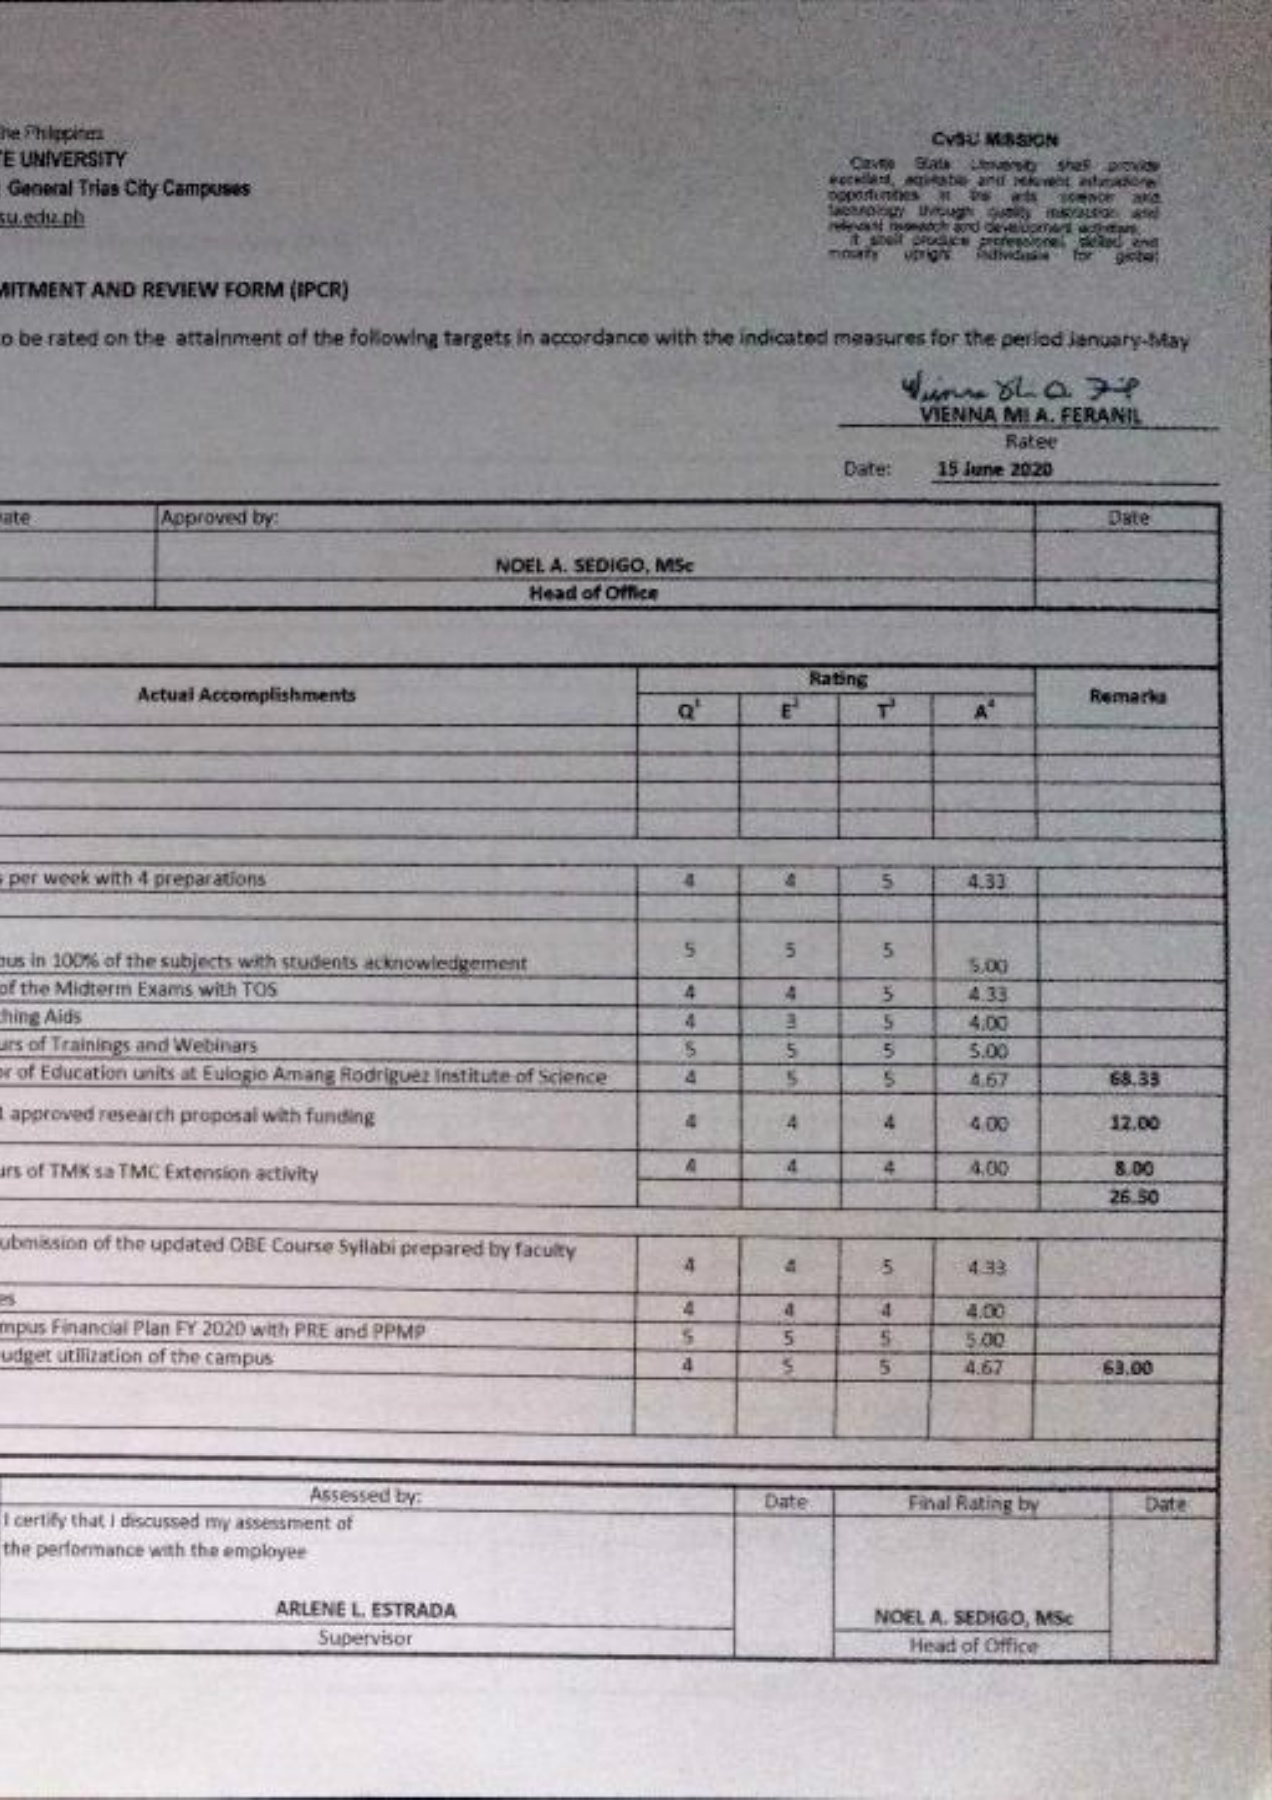 he Philippines
TE UNIVERSITY
General Trias City Campuses
su.edu.ph
CvSU MISSION
Cavite State University shall provide
excellent, equitable and relevant educational
opportunities in the arts science and
technology through quality instruction and
relevant research and development activities.
It shall produce professional, skilled and
morally upright individuals for global
MITMENT AND REVIEW FORM (IPCR)
o be rated on the attainment of the following targets in accordance with the indicated measures for the period January-May
VIENNA MI A. FERANIL
Ratee
Date: 15 June 2020
ate Approved by: Date
NOEL A. SEDIGO, MSc
Head of Office
Actual Accomplishments Rating Remarks
Q¹ E² T³ A⁴
s per week with 4 preparations 4 4 5 4.33
bus in 100% of the subjects with students acknowledgement 5 5 5 5.00
of the Midterm Exams with TOS 4 4 5 4.33
ching Aids 4 3 5 4.00
urs of Trainings and Webinars 5 5 5 5.00
or of Education units at Eulogio Amang Rodriguez Institute of Science 4 5 5 4.67 68.33
1 approved research proposal with funding 4 4 4 4.00 12.00
urs of TMK sa TMC Extension activity 4 4 4 4.00 8.00
26.50
ubmission of the updated OBE Course Syllabi prepared by faculty 4 4 5 4.33
es 4 4 4 4.00
mpus Financial Plan FY 2020 with PRE and PPMP 5 5 5 5.00
udget utilization of the campus 4 5 5 4.67 63.00
Assessed by: Date Final Rating by Date
I certify that I discussed my assessment of
the performance with the employee
ARLENE L. ESTRADA NOEL A. SEDIGO, MSc
Supervisor Head of Office